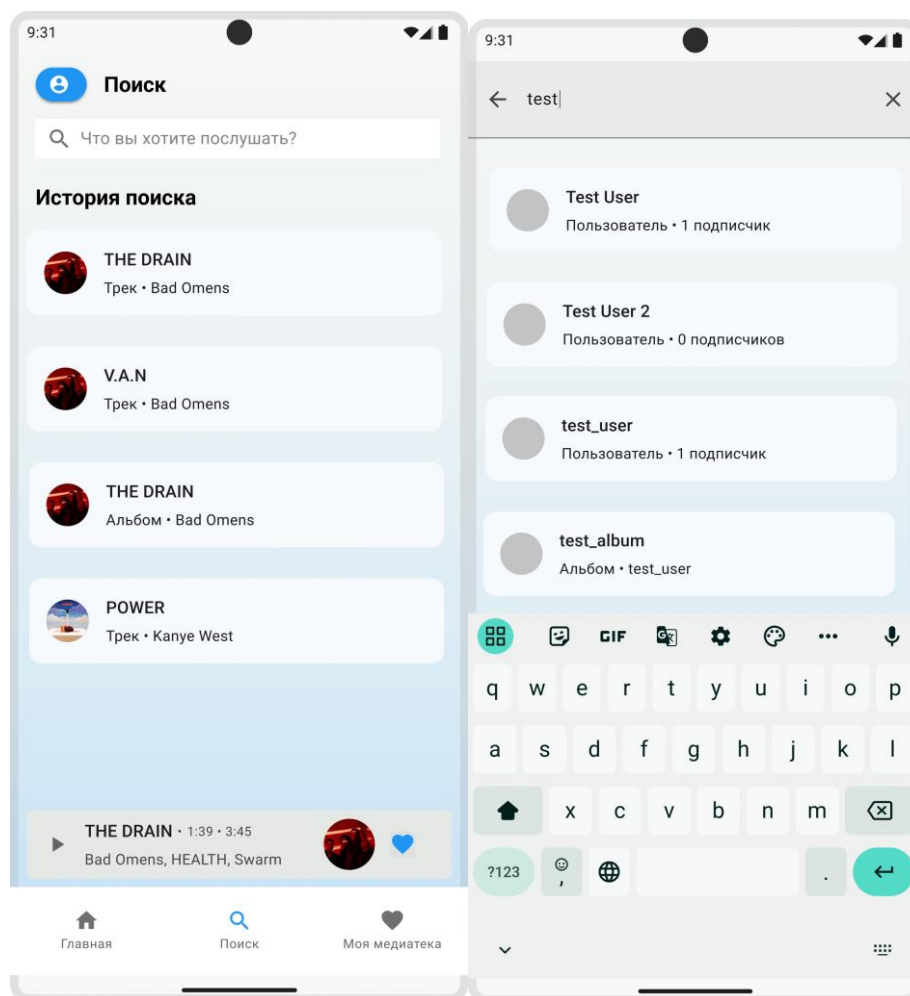 9:31
Поиск
Что вы хотите послушать?
История поиска
THE DRAIN
Трек • Bad Omens
V.A.N
Трек • Bad Omens
THE DRAIN
Альбом • Bad Omens
POWER
Трек • Kanye West
THE DRAIN • 1:39 • 3:45
Bad Omens, HEALTH, Swarm
Главная
Поиск
Моя медиатека
9:31
test
Test User
Пользователь • 1 подписчик
Test User 2
Пользователь • 0 подписчиков
test_user
Пользователь • 1 подписчик
test_album
Альбом • test_user
GIF
q w e r t y u i o p
a s d f g h j k l
x c v b n m
?123 , .